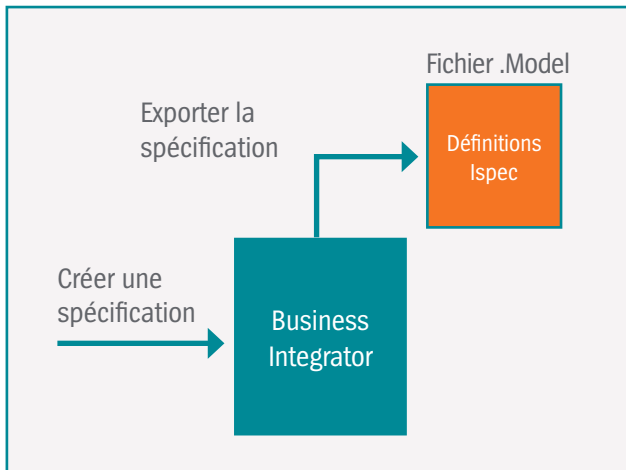 Fichier .Model
Exporter la
spécification
Définitions
Ispec
Créer une
spécification
Business
Integrator